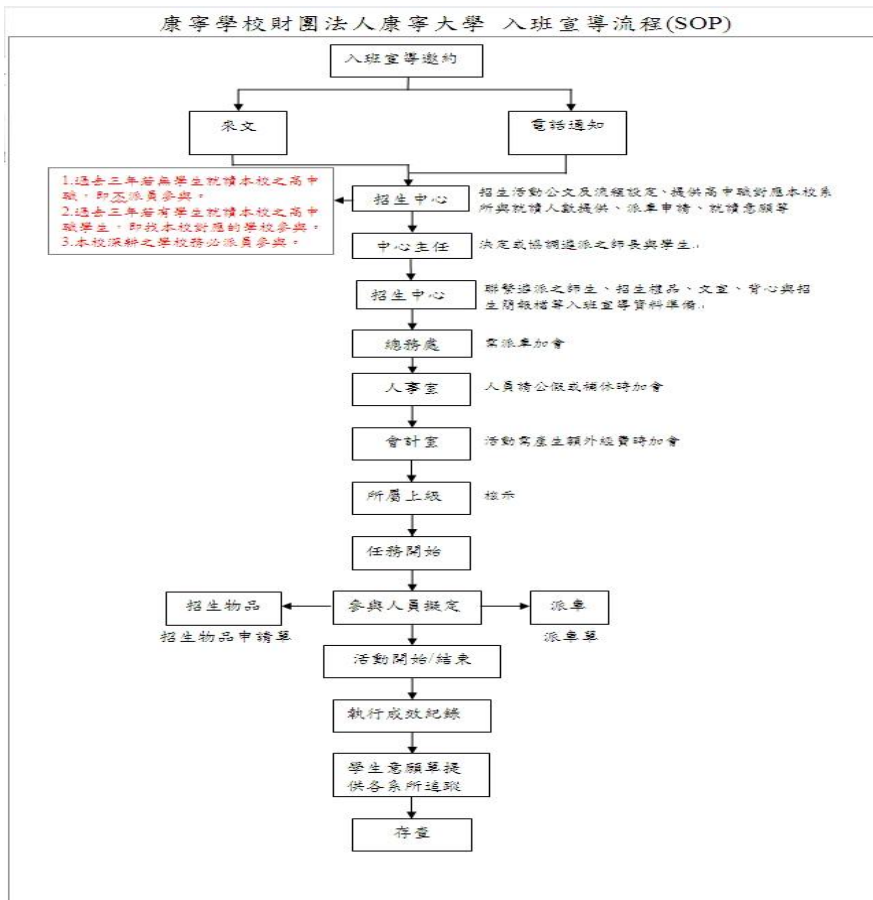 康寧學校財團法人康寧大學 入班宣導流程(SOP)
入班宣導邀約
來文
電話通知
1.過去三年若無學生就讀本校之高中
職，即不派員參與。
2.過去三年若有學生就讀本校之高中
職學生，即找本校對應的學校參與。
3.本校深耕之學校務必派員參與。
招生中心
招生活動公文及流程設定、提供高中職對應本校系
所與就讀人數提供、派車申請、就讀意願等
中心主任
決定或協調遴派之師長與學生。
招生中心
聯繫遴派之師生、招生禮品、文宣、背心與招
生簡報檔等入班宣導資料準備。
總務處
需派車加會
人事室
人員請公假或補休時加會
會計室
活動需產生額外經費時加會
所屬上級
核示
任務開始
招生物品
參與人員擬定
派車
招生物品申請單
派車單
活動開始/結束
執行成效紀錄
學生意願單提
供各系所追蹤
存查